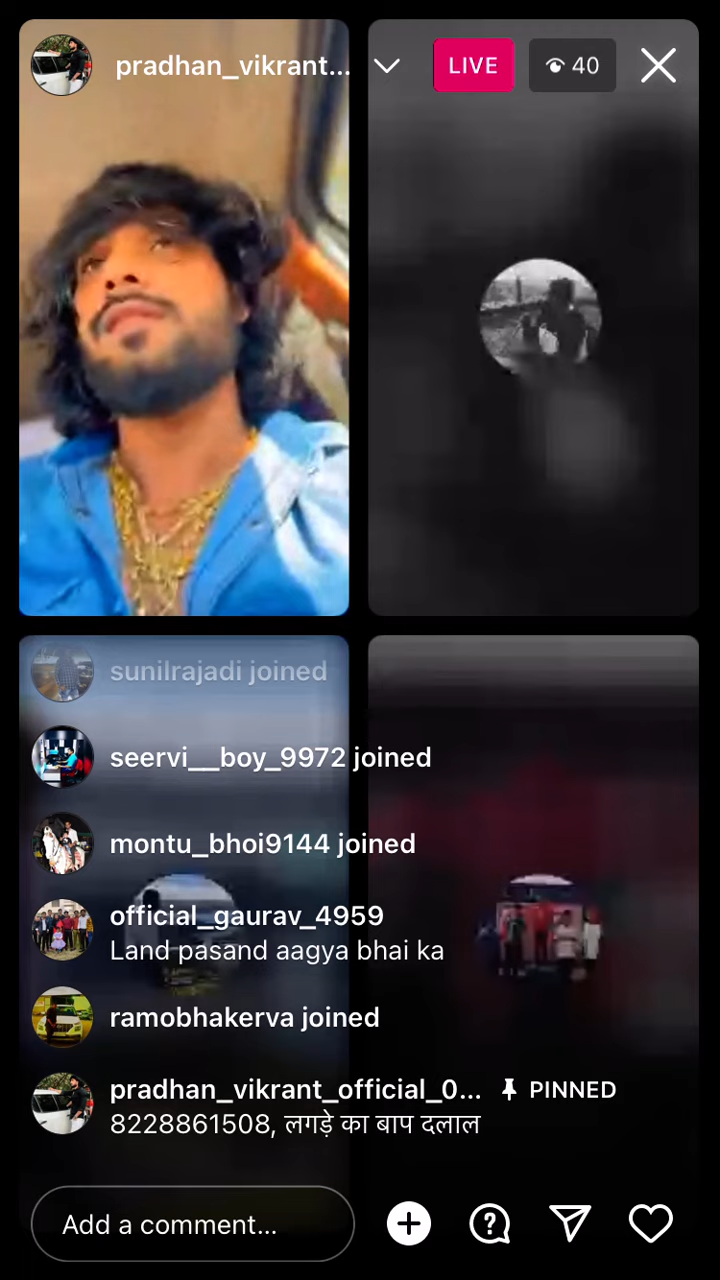 pradhan_vikrant...
LIVE
40
sunilrajadi joined
seervi__boy_9972 joined
montu_bhoi9144 joined
official_gaurav_4959
Land pasand aagya bhai ka
ramobhakerva joined
pradhan_vikrant_official_0... PINNED
8228861508, लगड़े का बाप दलाल
Add a comment...